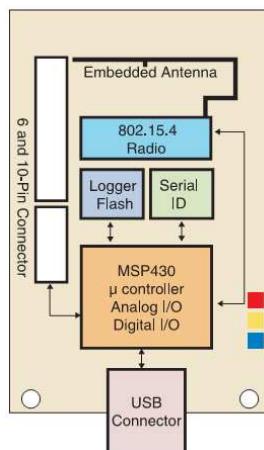 Embedded Antenna
6 and 10-Pin Connector
802.15.4
Radio
Logger
Flash
Serial
ID
MSP430
µ controller
Analog I/O
Digital I/O
USB
Connector